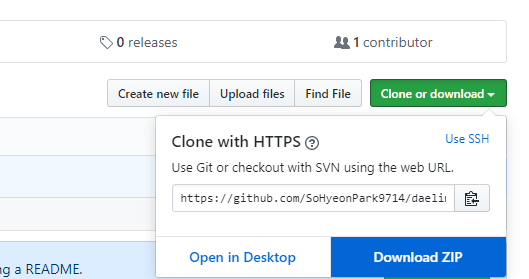 0 releases
1 contributor
Create new file
Upload files
Find File
Clone or download
Clone with HTTPS
Use SSH
Use Git or checkout with SVN using the web URL.
https://github.com/SoHyeonPark9714/daelim
Open in Desktop
Download ZIP
ng a README.